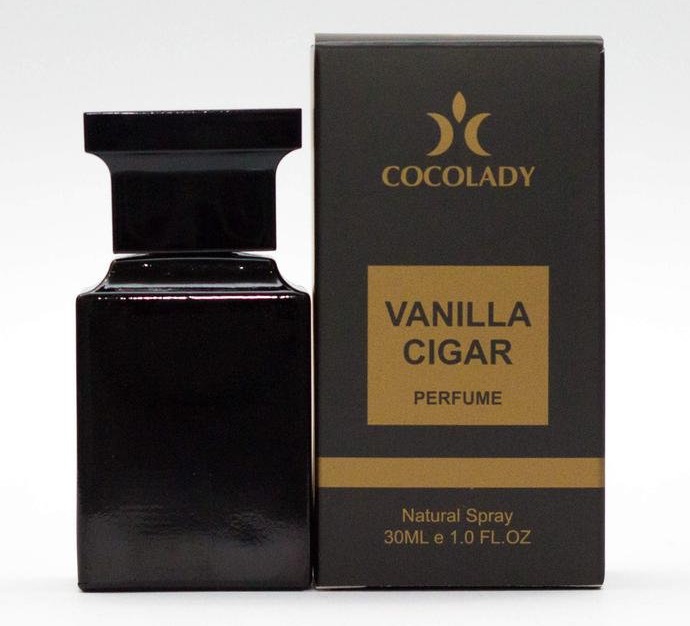 COCOLADY
VANILLA
CIGAR
PERFUME
Natural Spray
30ML e 1.0 FL.OZ